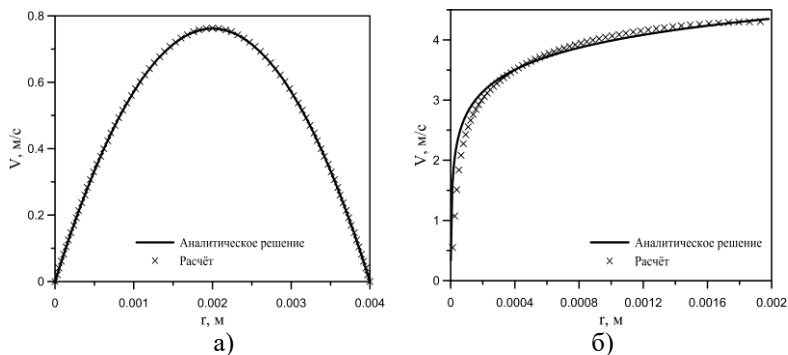 0.8
0.6
0.4
0.2
0
V, м/с
Аналитическое решение
Расчёт
0
0.001
0.002
0.003
0.004
r, м
а)
4
3
2
1
0
V, м/с
Аналитическое решение
Расчёт
0
0.0004
0.0008
0.0012
0.0016
0.002
r, м
б)